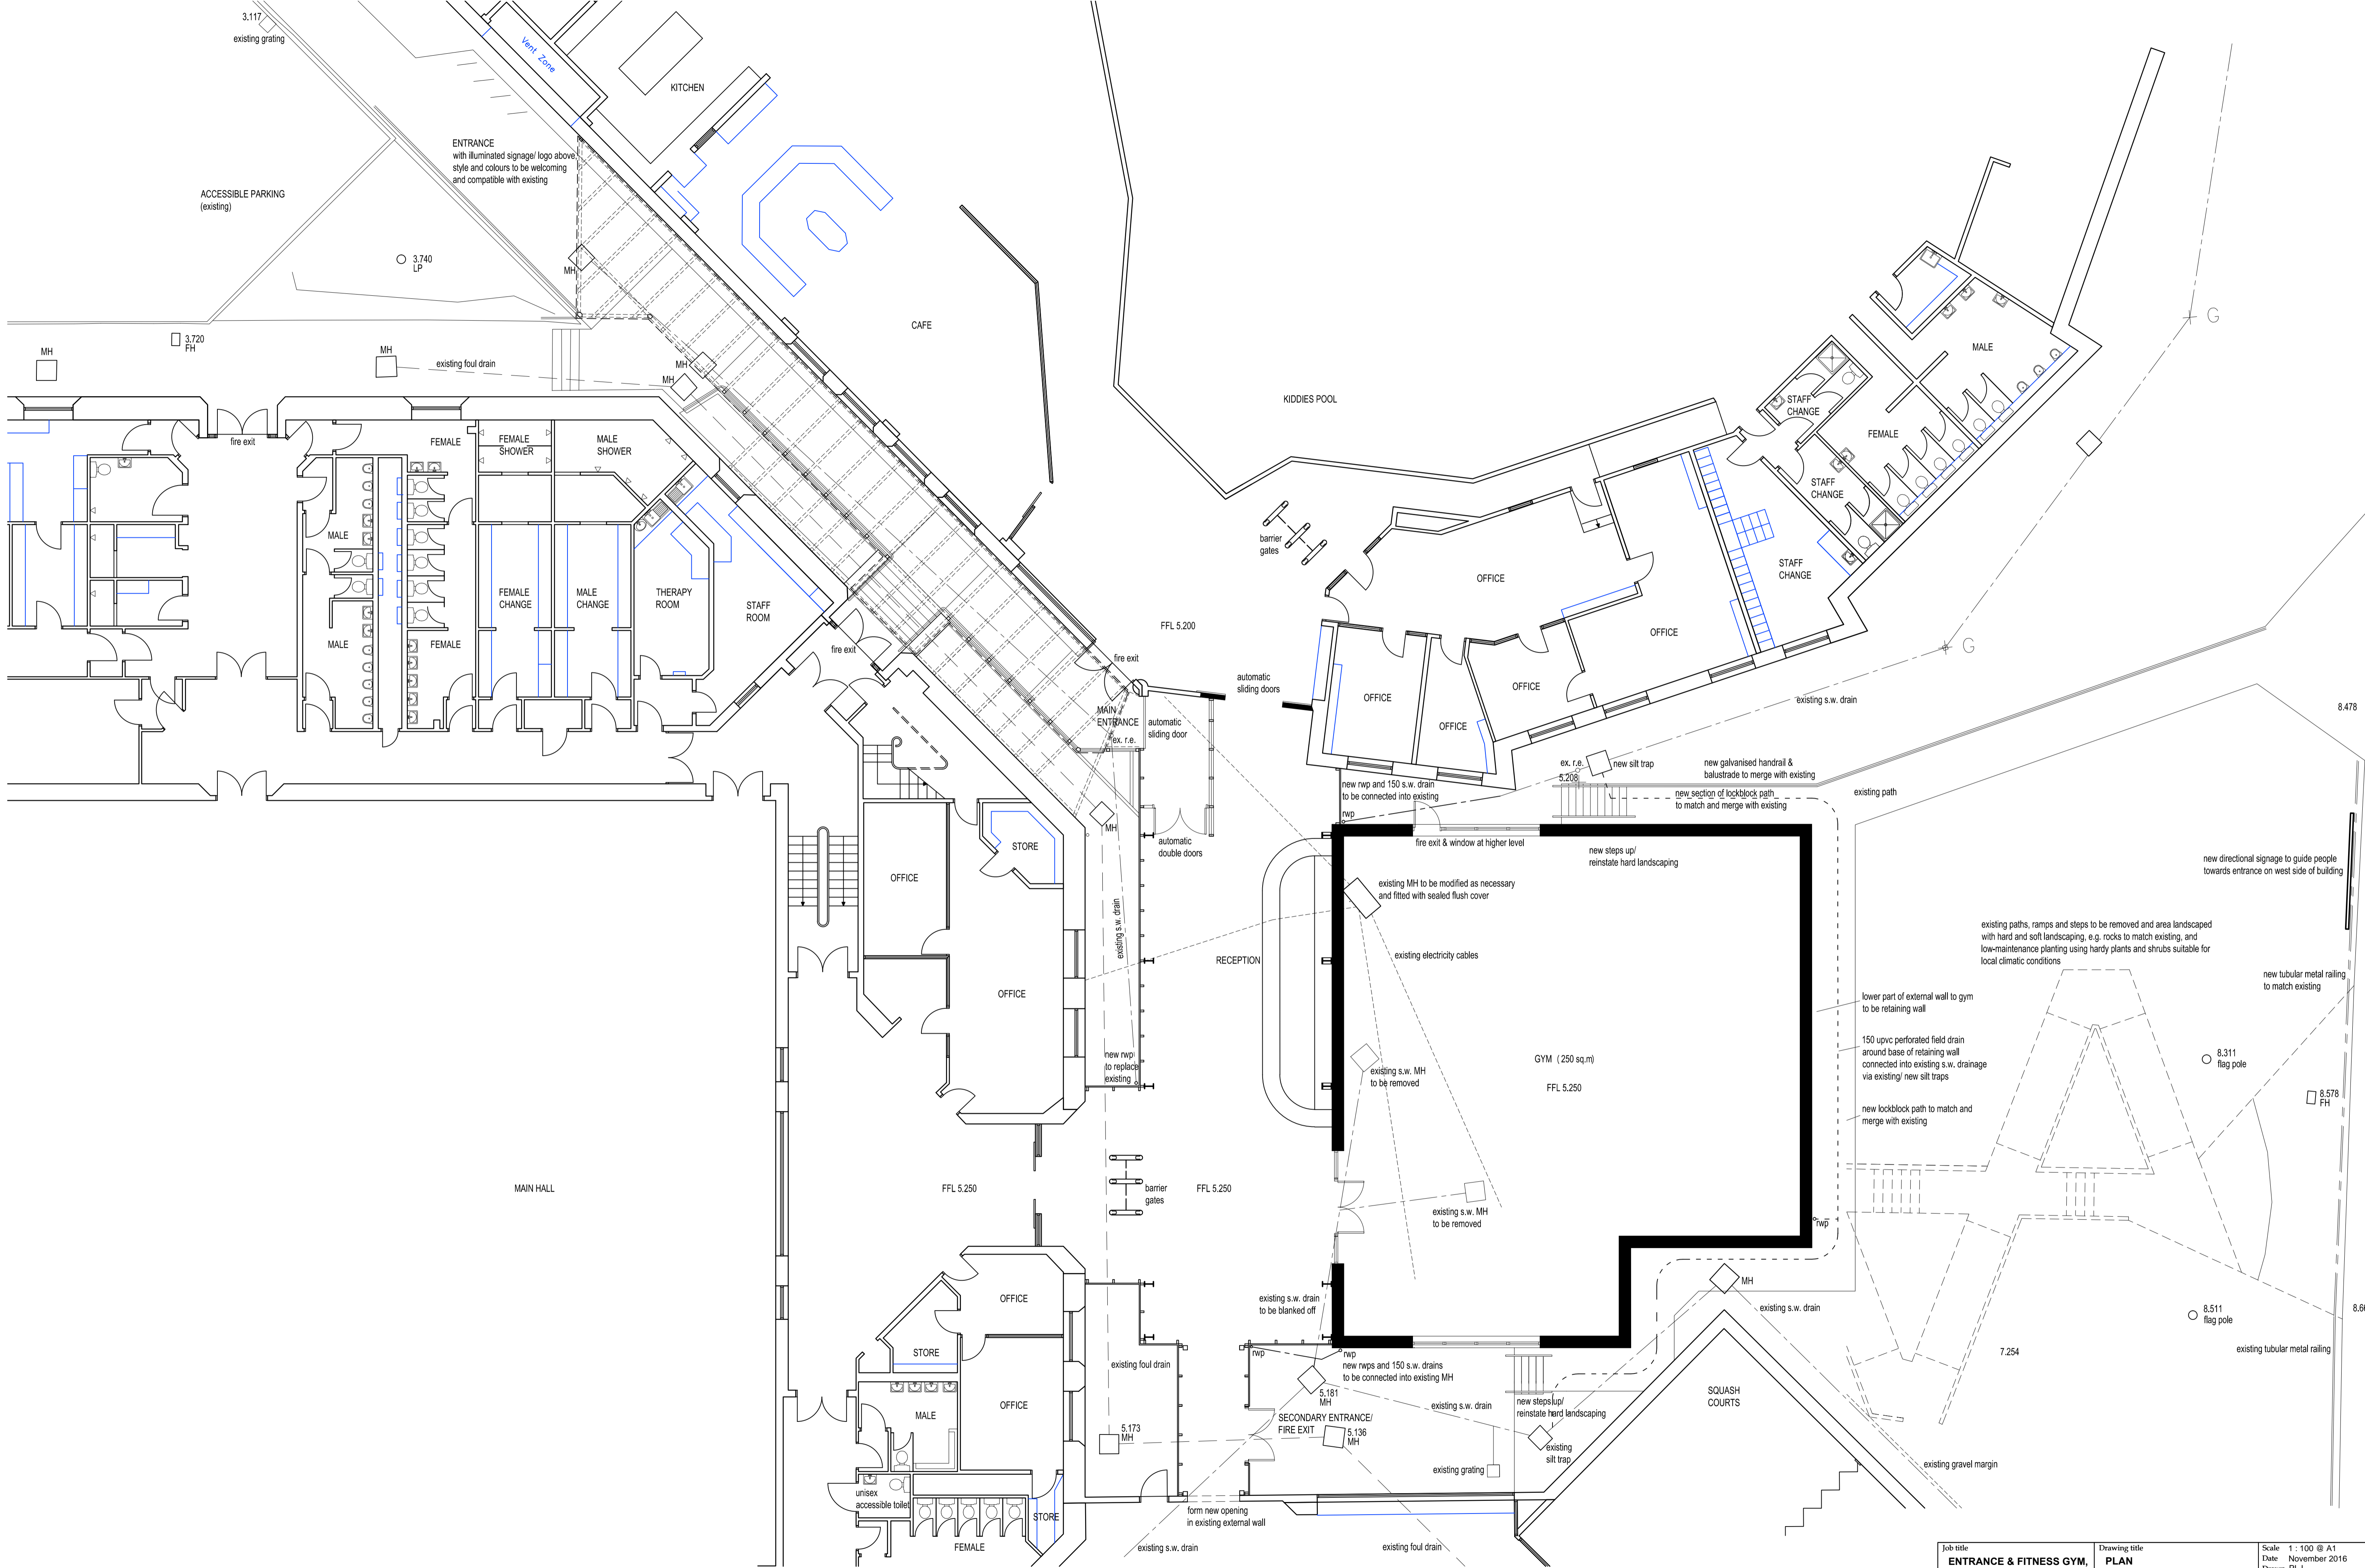 3.117
existing grating
Vent Zone
KITCHEN
ENTRANCE
with illuminated signage/ logo above,
style and colours to be welcoming
and compatible with existing
ACCESSIBLE PARKING
(existing)
3.740
LP
MH
CAFE
3.720
FH
MH
MH
existing foul drain
MH
MH
KIDDIES POOL
G
MALE
STAFF
CHANGE
FEMALE
fire exit
FEMALE
FEMALE
SHOWER
MALE
SHOWER
STAFF
CHANGE
MALE
barrier
gates
OFFICE
STAFF
CHANGE
FEMALE
CHANGE
MALE
CHANGE
THERAPY
ROOM
STAFF
ROOM
FFL 5.200
OFFICE
MALE
FEMALE
fire exit
fire exit
G
automatic
sliding doors
OFFICE
OFFICE
OFFICE
existing s.w. drain
8.478
MAIN
ENTRANCE
automatic
sliding door
ex. r.e.
ex. r.e.
5.208
new silt trap
new galvanised handrail &
balustrade to merge with existing
new rwp and 150 s.w. drain
to be connected into existing
new section of lockblock path
to match and merge with existing
existing path
rwp
MH
STORE
automatic
double doors
fire exit & window at higher level
new steps up/
reinstate hard landscaping
new directional signage to guide people
towards entrance on west side of building
OFFICE
existing MH to be modified as necessary
and fitted with sealed flush cover
existing s.w. drain
existing paths, ramps and steps to be removed and area landscaped
with hard and soft landscaping, e.g. rocks to match existing, and
low-maintenance planting using hardy plants and shrubs suitable for
local climatic conditions
RECEPTION
existing electricity cables
new tubular metal railing
to match existing
OFFICE
lower part of external wall to gym
to be retaining wall
150 upvc perforated field drain
around base of retaining wall
connected into existing s.w. drainage
via existing/ new silt traps
new rwp
to replace
existing
existing s.w. MH
to be removed
GYM ( 250 sq.m)
FFL 5.250
8.311
flag pole
8.578
FH
new lockblock path to match and
merge with existing
MAIN HALL
FFL 5.250
barrier
gates
FFL 5.250
existing s.w. MH
to be removed
rwp
MH
OFFICE
existing s.w. drain
to be blanked off
existing s.w. drain
8.511
flag pole
8.6
STORE
existing foul drain
rwp
rwp
new rwps and 150 s.w. drains
to be connected into existing MH
7.254
existing tubular metal railing
SQUASH
COURTS
5.181
MH
existing s.w. drain
new steps up/
reinstate hard landscaping
OFFICE
MALE
SECONDARY ENTRANCE/
FIRE EXIT
5.173
MH
5.136
MH
existing
silt trap
existing grating
existing gravel margin
unisex
accessible toilet
STORE
form new opening
in existing external wall
FEMALE
existing s.w. drain
existing foul drain
Job title
ENTRANCE & FITNESS GYM,
Drawing title
PLAN
Scale 1 : 100 @ A1
Date November 2016